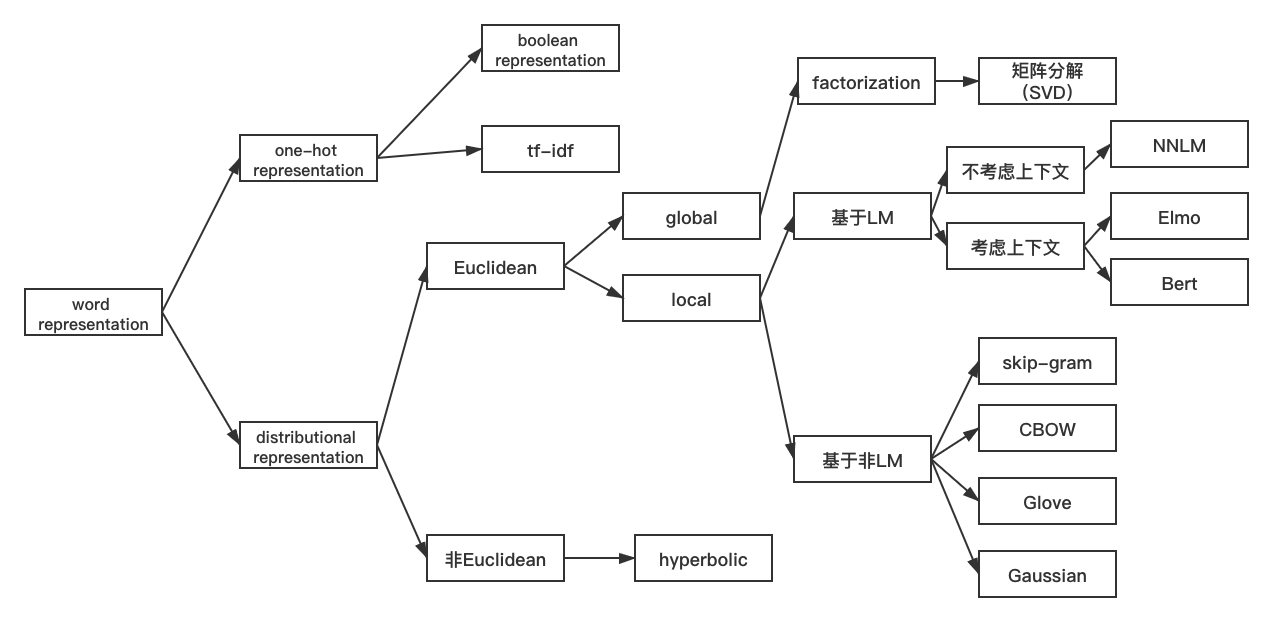 word
representation
one-hot
representation
boolean
representation
tf-idf
distributional
representation
Euclidean
global
factorization
矩阵分解
（SVD）
local
基于LM
不考虑上下文
NNLM
考虑上下文
Elmo
Bert
基于非LM
skip-gram
CBOW
Glove
Gaussian
非Euclidean
hyperbolic